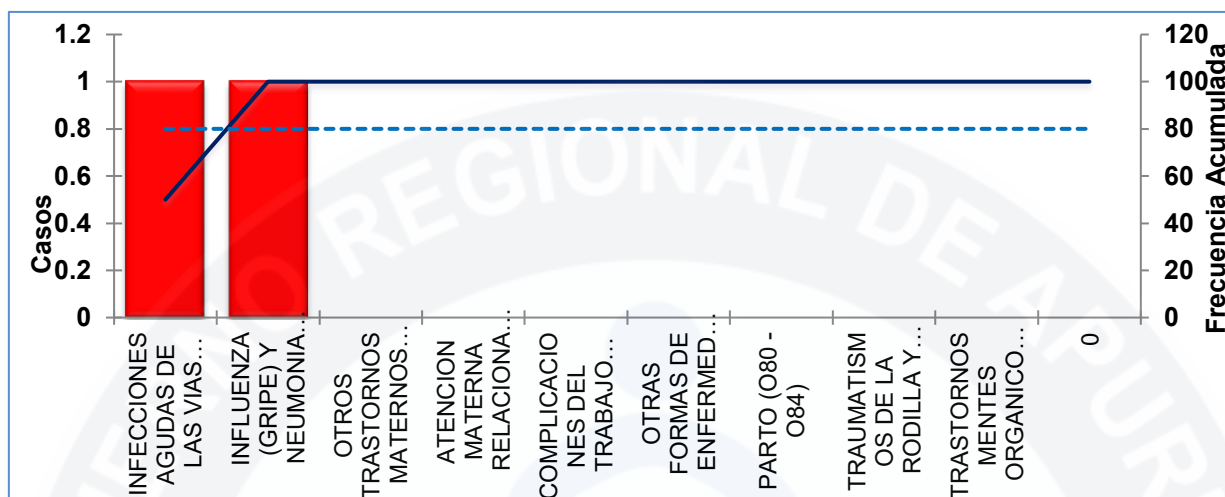 1.2
1
0.8
0.6
0.4
0.2
0
Casos
120
100
80
60
40
20
0
Frecuencia Acumulada
INFECCIONES
AGUDAS DE
LAS VIAS…
INFLUENZA
(GRIPE) Y
NEUMONIA…
OTROS
TRASTORNOS
MATERNOS…
ATENCION
MATERNA
RELACIONA…
COMPLICACIO
NES DEL
TRABAJO…
OTRAS
FORMAS DE
ENFERMED…
PARTO (O80 -
O84)
TRAUMATISM
OS DE LA
RODILLA Y…
TRASTORNOS
MENTES
ORGANICO…
0
REGIONAL DE